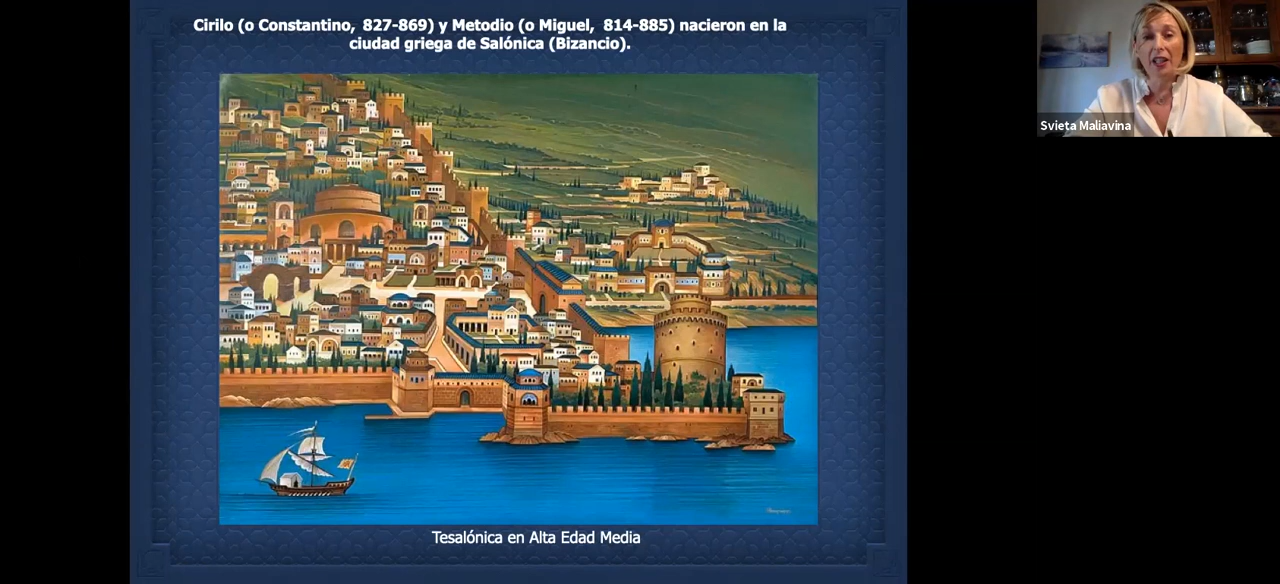 Cirilo (o Constantino, 827-869) y Metodio (o Miguel, 814-885) nacieron en la
ciudad griega de Salónica (Bizancio).
Svieta Maliavina
Tesalónica en Alta Edad Media